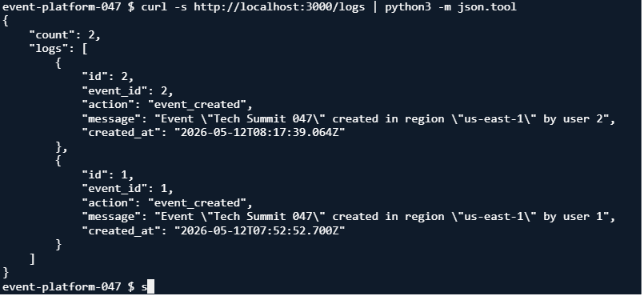 event-platform-047 $ curl -s http://localhost:3000/logs | python3 -m json.tool
{
    "count": 2,
    "logs": [
        {
            "id": 2,
            "event_id": 2,
            "action": "event_created",
            "message": "Event \"Tech Summit 047\" created in region \"us-east-1\" by user 2",
            "created_at": "2026-05-12T08:17:39.064Z"
        },
        {
            "id": 1,
            "event_id": 1,
            "action": "event_created",
            "message": "Event \"Tech Summit 047\" created in region \"us-east-1\" by user 1",
            "created_at": "2026-05-12T07:52:52.700Z"
        }
    ]
}
event-platform-047 $ s